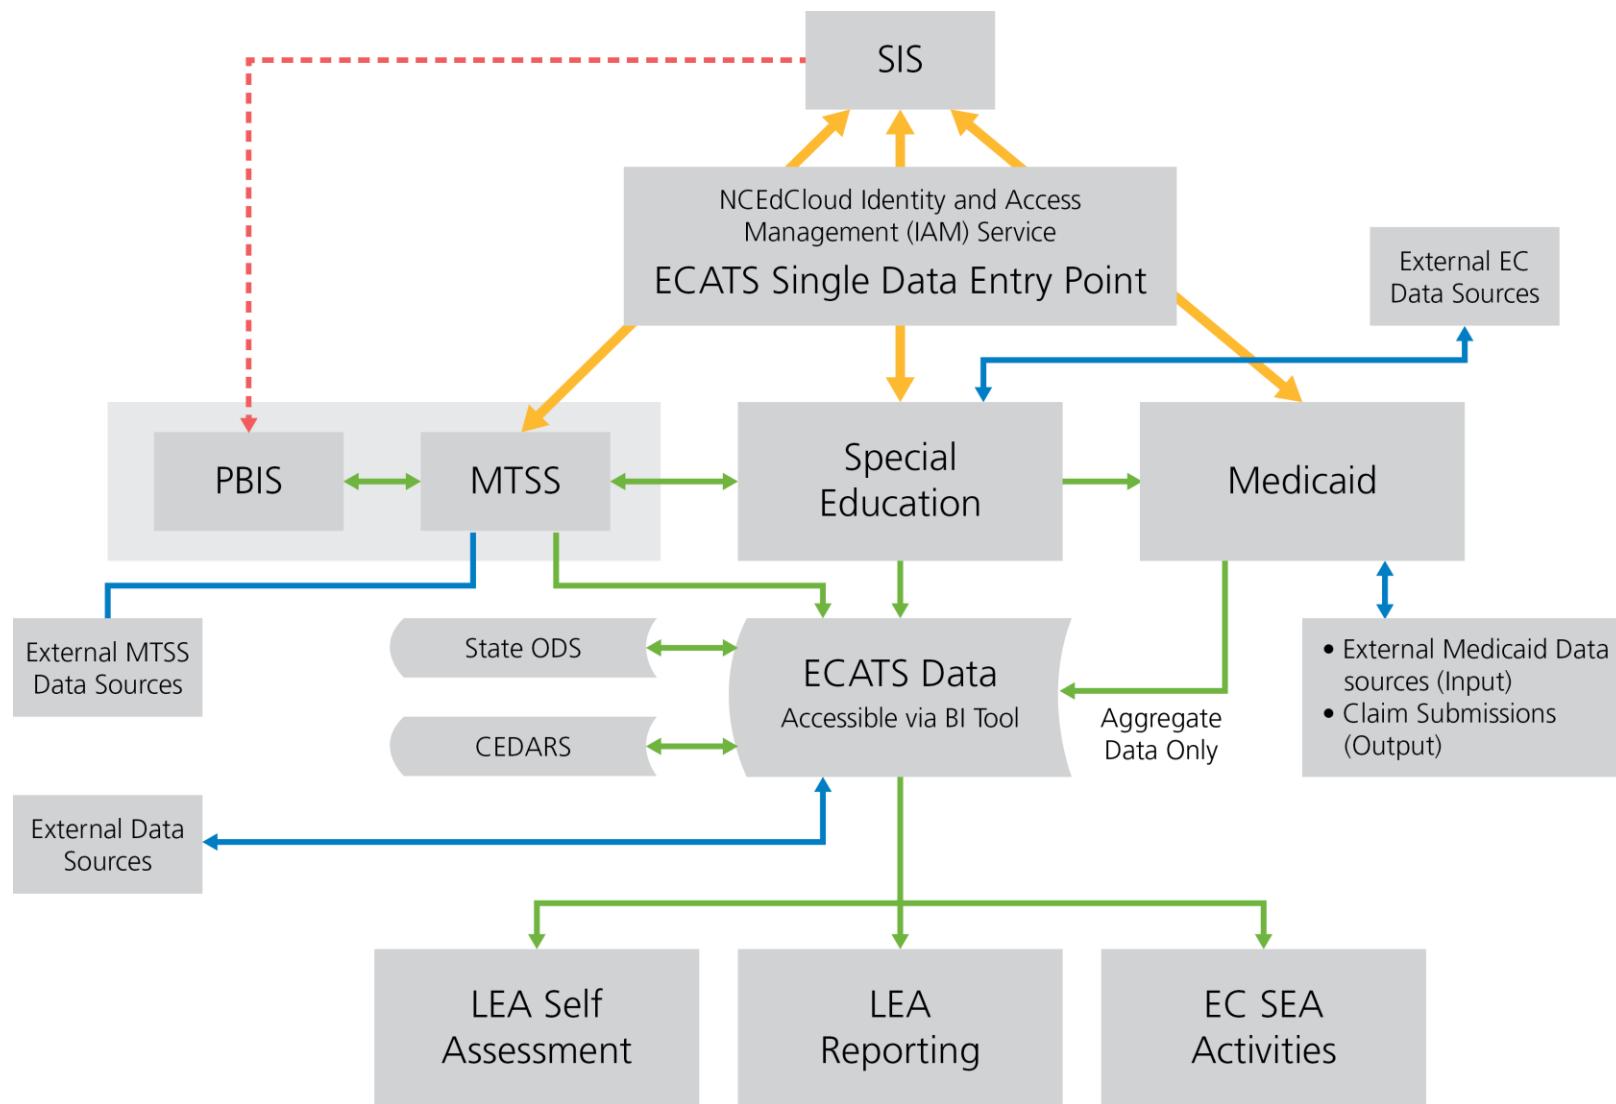 SIS
NCEdCloud Identity and Access
Management (IAM) Service
ECATS Single Data Entry Point
External EC
Data Sources
PBIS
MTSS
Special
Education
Medicaid
External MTSS
Data Sources
State ODS
CEDARS
ECATS Data
Accessible via BI Tool
Aggregate
Data Only
• External Medicaid Data
sources (Input)
• Claim Submissions
(Output)
External Data
Sources
LEA Self
Assessment
LEA
Reporting
EC SEA
Activities